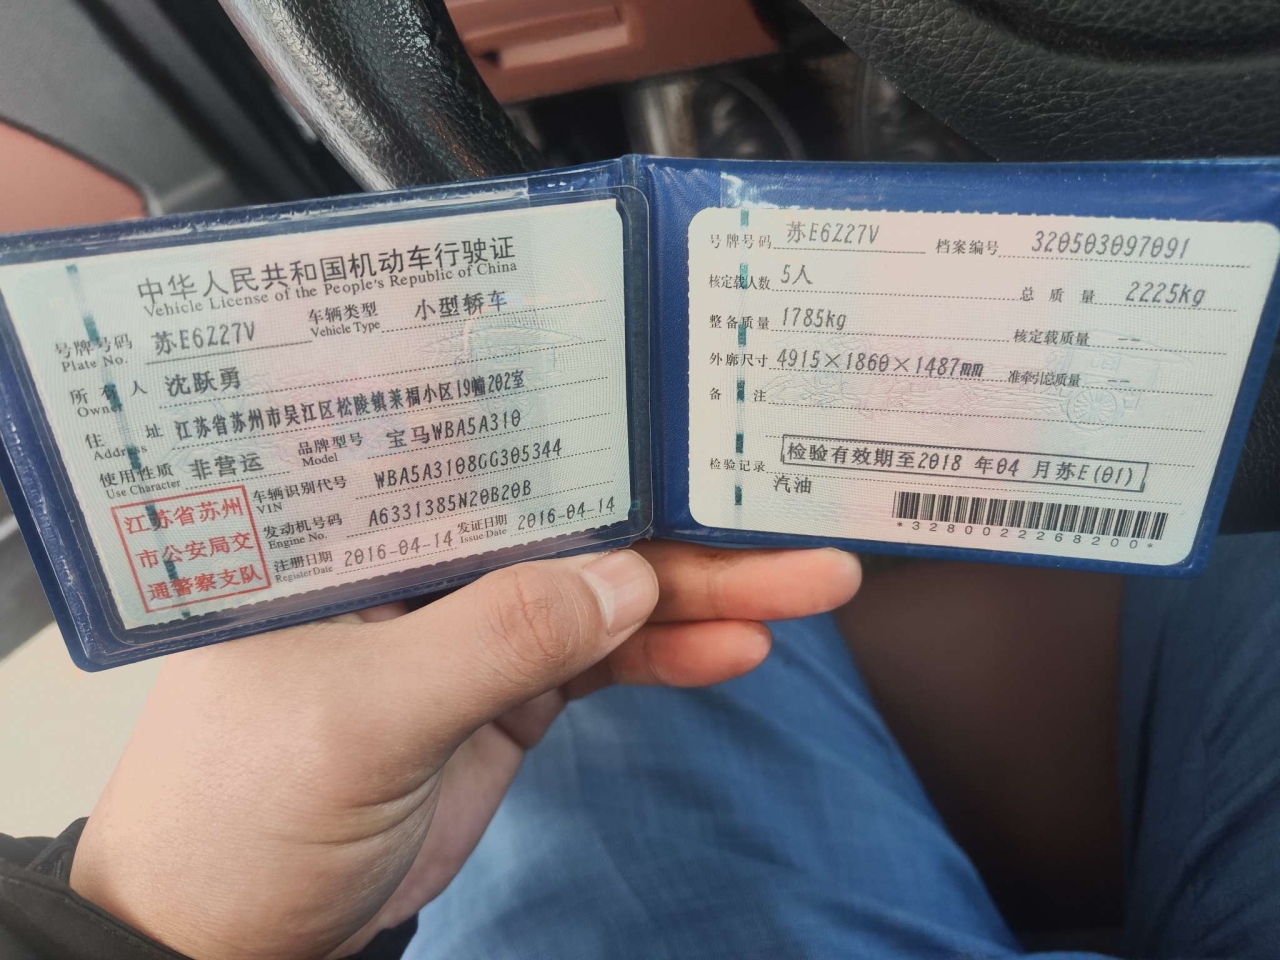 中华人民共和国机动车行驶证
Vehicle License of the People's Republic of China
号牌号码 苏E6Z27V 车辆类型 小型轿车
Plate No. Vehicle Type
所有人 沈跃勇
Owner
住址 江苏省苏州市吴江区松陵镇莱福小区19幢202室
Address
使用性质 非营运 品牌型号 宝马WBA5A310
Use Character Model
江苏省苏州
市公安局交
通警察支队
车辆识别代号 WBA5A3108GG305344
VIN
发动机号码 A6331385N20B20B
Engine No.
注册日期 2016-04-14 发证日期 2016-04-14
Register Date Issue Date
号牌号码 苏E6Z27V 档案编号 320503097091
核定载人数 5人 总质量 2225kg
整备质量 1785kg 核定载质量 --
外廓尺寸 4915×1860×1487mm 准牵引总质量 --
备注
检验记录 检验有效期至2018 年04 月苏E(01)
汽油
*3280022268200*